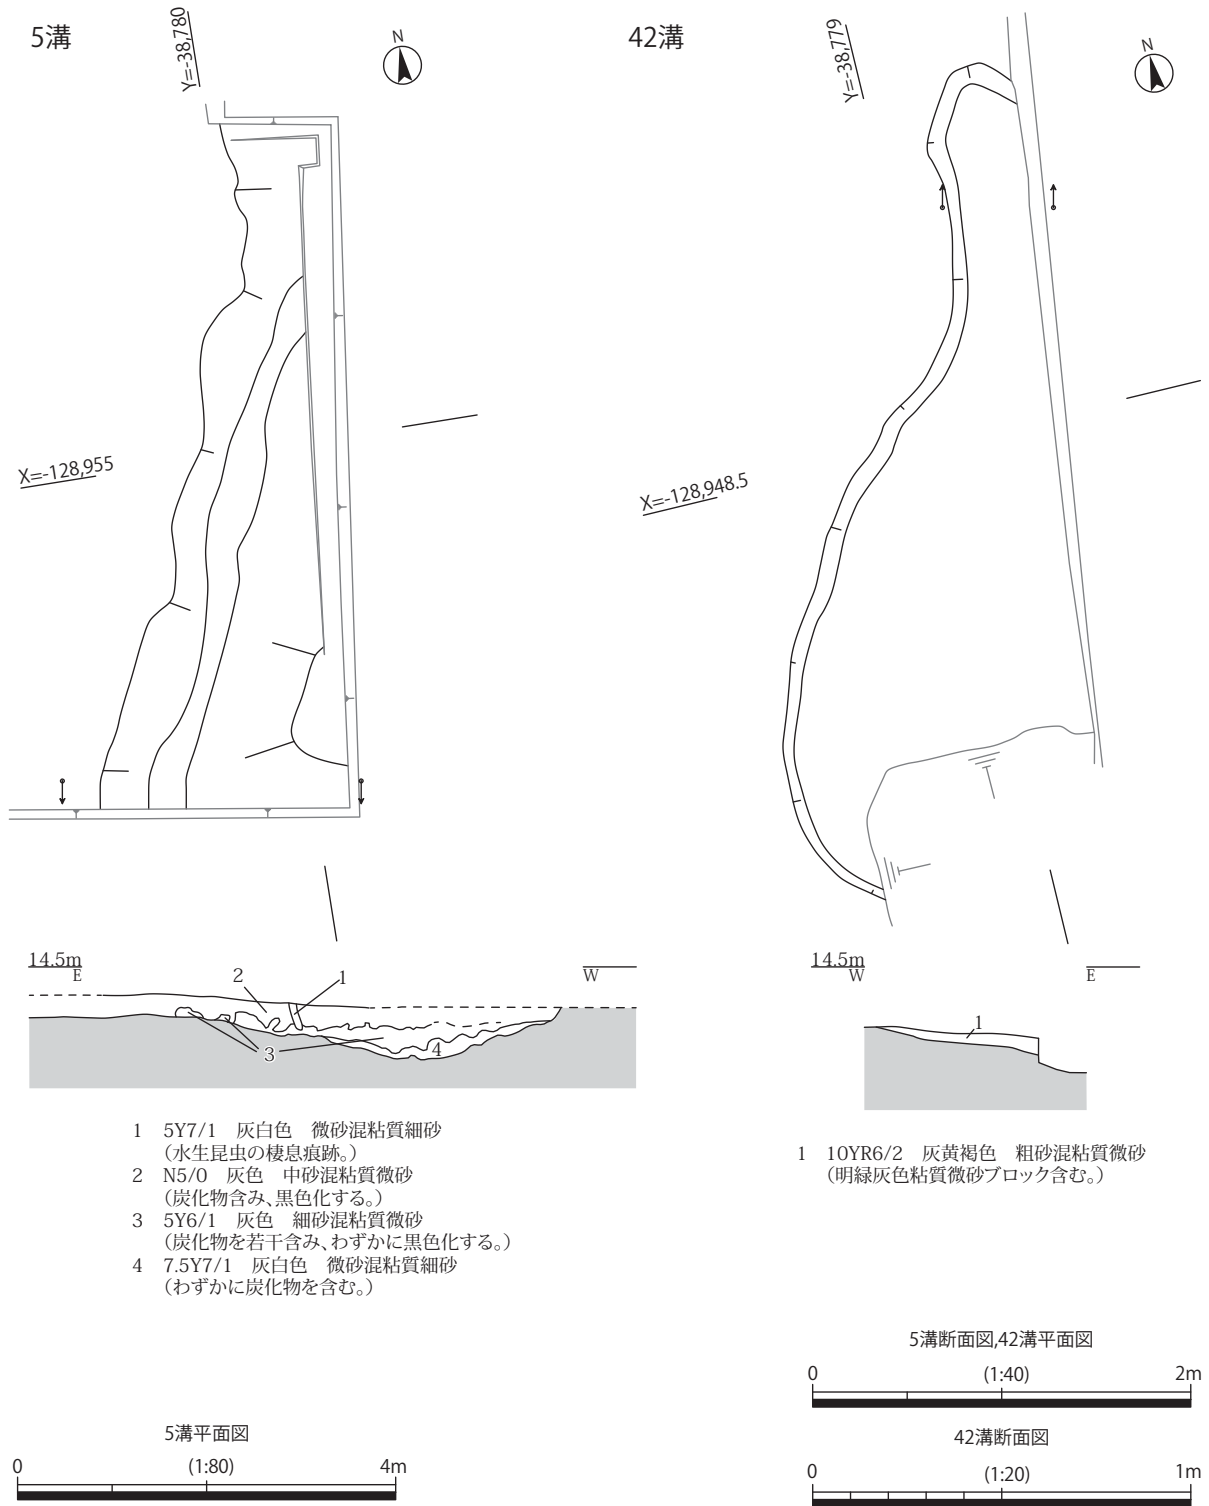 5溝
Y=-38,780
N
X=-128,955
42溝
Y=-38,779
N
X=-128,948.5
14.5m
E
W
2
1
3
4
1 5Y7/1 灰白色 微砂混粘質細砂
(水生昆虫の棲息痕跡。)
2 N5/0 灰色 中砂混粘質微砂
(炭化物含み、黒色化する。)
3 5Y6/1 灰色 細砂混粘質微砂
(炭化物を若干含み、わずかに黒色化する。)
4 7.5Y7/1 灰白色 微砂混粘質細砂
(わずかに炭化物を含む。)
14.5m
W
E
1
1 10YR6/2 灰黄褐色 粗砂混粘質微砂
(明緑灰色粘質微砂ブロック含む。)
5溝平面図
0 (1:80) 4m
5溝断面図,42溝平面図
0 (1:40) 2m
42溝断面図
0 (1:20) 1m